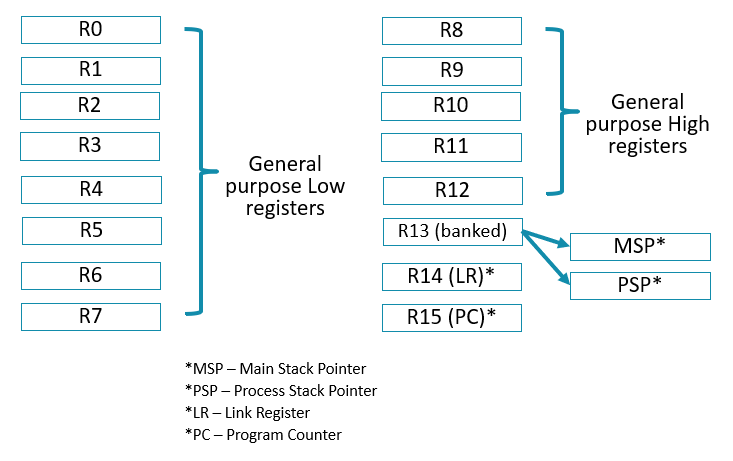 R0
R1
R2
R3
R4
R5
R6
R7
General
purpose Low
registers
R8
R9
R10
R11
R12
R13 (banked)
R14 (LR)*
R15 (PC)*
General
purpose High
registers
MSP*
PSP*
*MSP – Main Stack Pointer
*PSP – Process Stack Pointer
*LR – Link Register
*PC – Program Counter